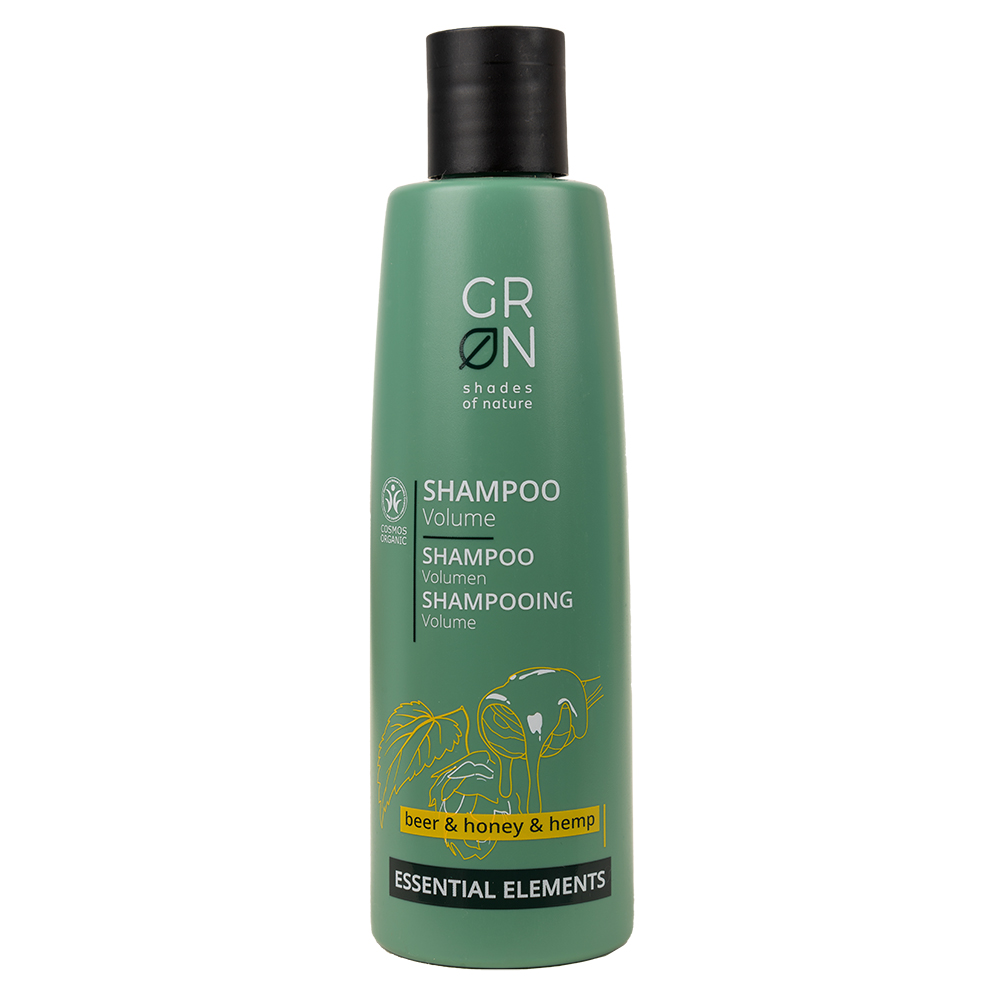 GR
ØN
shades
of nature
COSMOS
ORGANIC
SHAMPOO
Volume
SHAMPOO
Volumen
SHAMPOOING
Volume
beer & honey & hemp
ESSENTIAL ELEMENTS